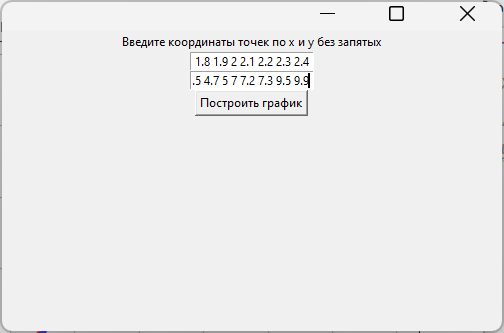 Введите координаты точек по x и y без запятых
1.8 1.9 2 2.1 2.2 2.3 2.4
.5 4.7 5 7 7.2 7.3 9.5 9.9
Построить график